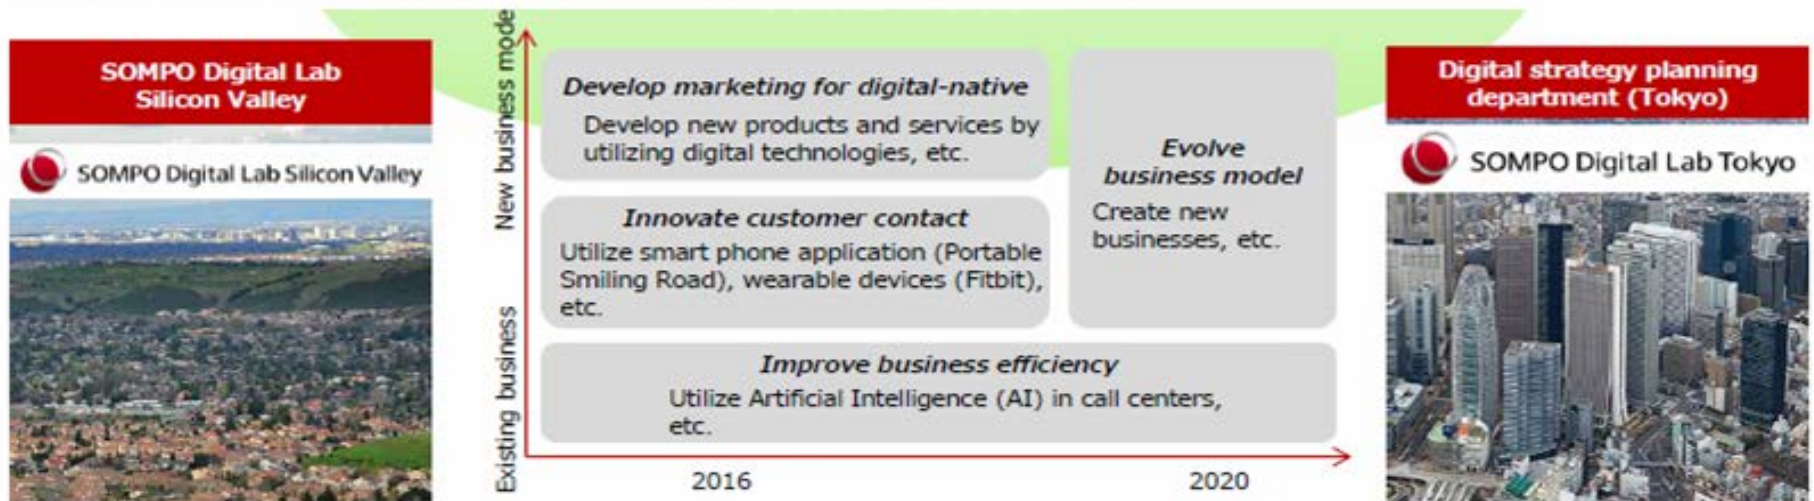 SOMPO Digital Lab
Silicon Valley
SOMPO Digital Lab Silicon Valley
New business mode
Existing business
Develop marketing for digital-native
Develop new products and services by
utilizing digital technologies, etc.
Innovate customer contact
Utilize smart phone application (Portable
Smiling Road), wearable devices (Fitbit),
etc.
Evolve
business model
Create new
businesses, etc.
Improve business efficiency
Utilize Artificial Intelligence (AI) in call centers,
etc.
2016
2020
Digital strategy planning
department (Tokyo)
SOMPO Digital Lab Tokyo